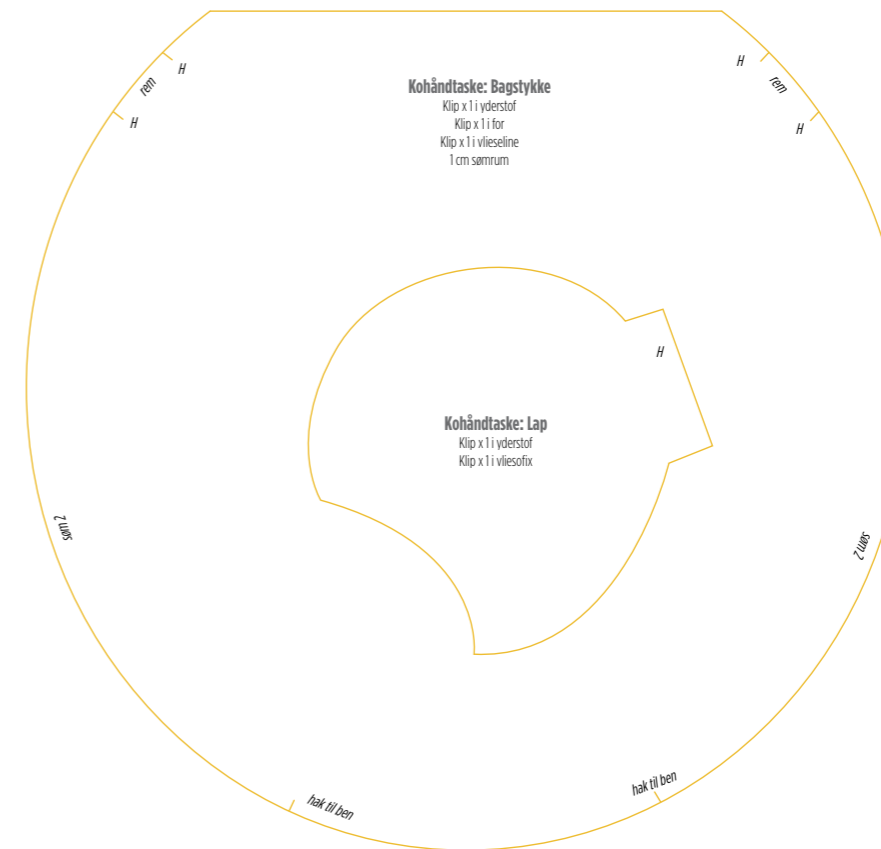 H
rem
H
H
rem
H
Kohåndtaske: Bagstykke
Klip x 1 i yderstof
Klip x 1 i for
Klip x 1 i vlieseline
1 cm sømrum
H
Kohåndtaske: Lap
Klip x 1 i yderstof
Klip x 1 i vliesofix
søm 2
søm 2
hak til ben
hak til ben